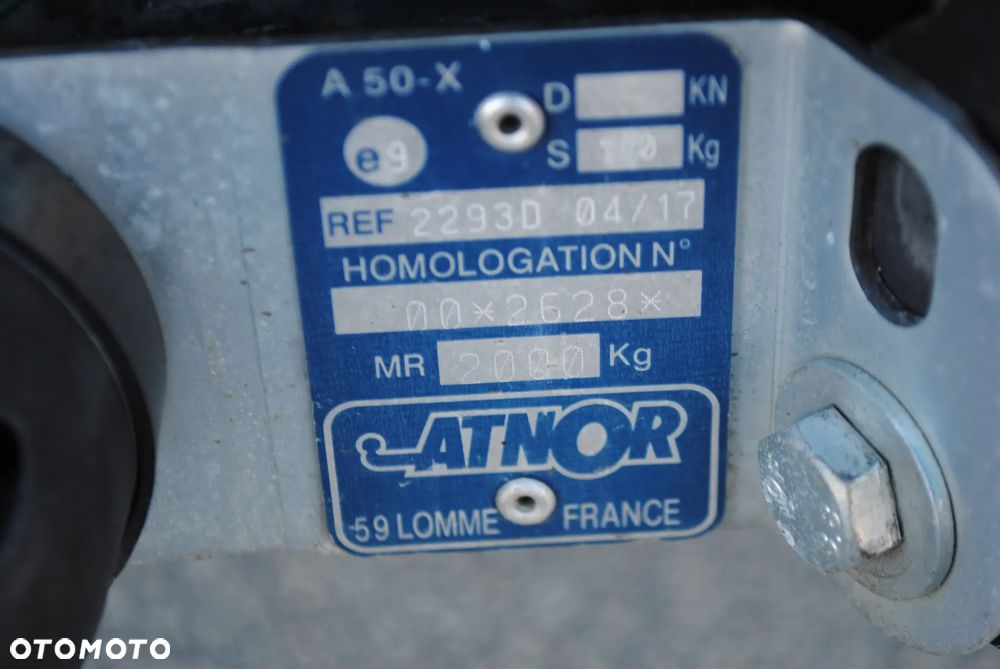 A 50-X
D KN
e9
S 100 Kg
REF 2293D 04/17
HOMOLOGATION N°
00*2628*
MR 2000 Kg
ATNOR
59 LOMME FRANCE
OTOMOTO